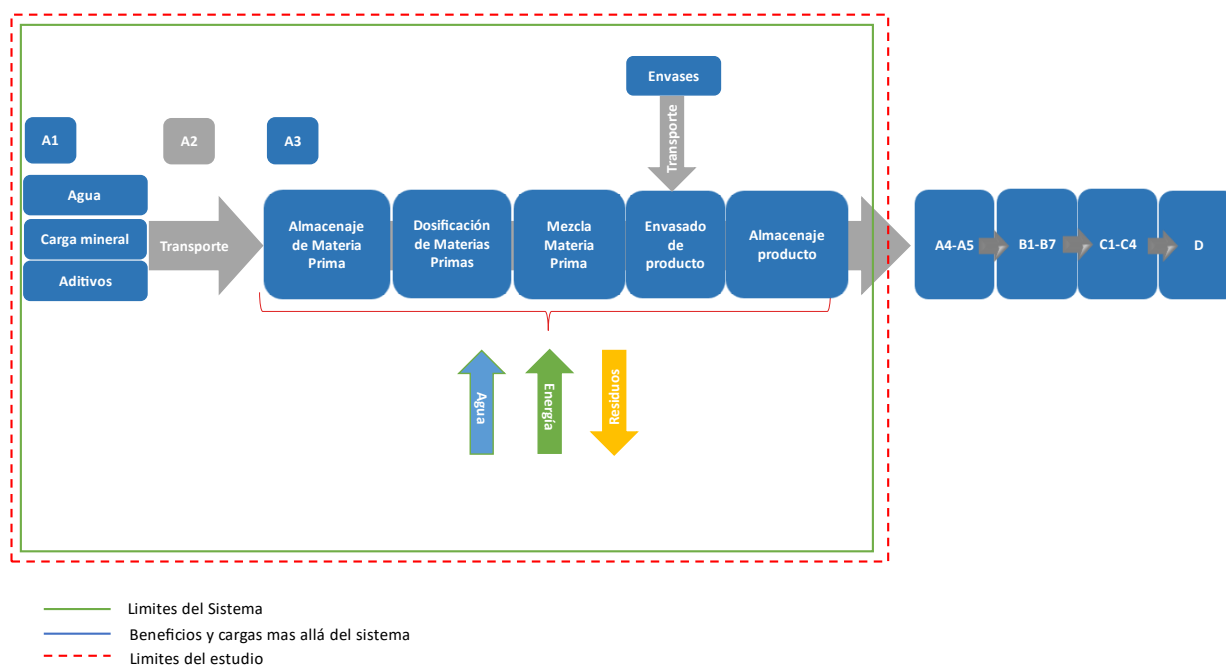 Envases
Transporte
A1
A2
A3
Agua
Carga mineral
Aditivos
Transporte
Almacenaje
de Materia
Prima
Dosificación
de Materias
Primas
Mezcla
Materia
Prima
Envasado
de
producto
Almacenaje
producto
A4-A5
B1-B7
C1-C4
D
Agua
Energía
Residuos
Limites del Sistema
Beneficios y cargas mas allá del sistema
Limites del estudio